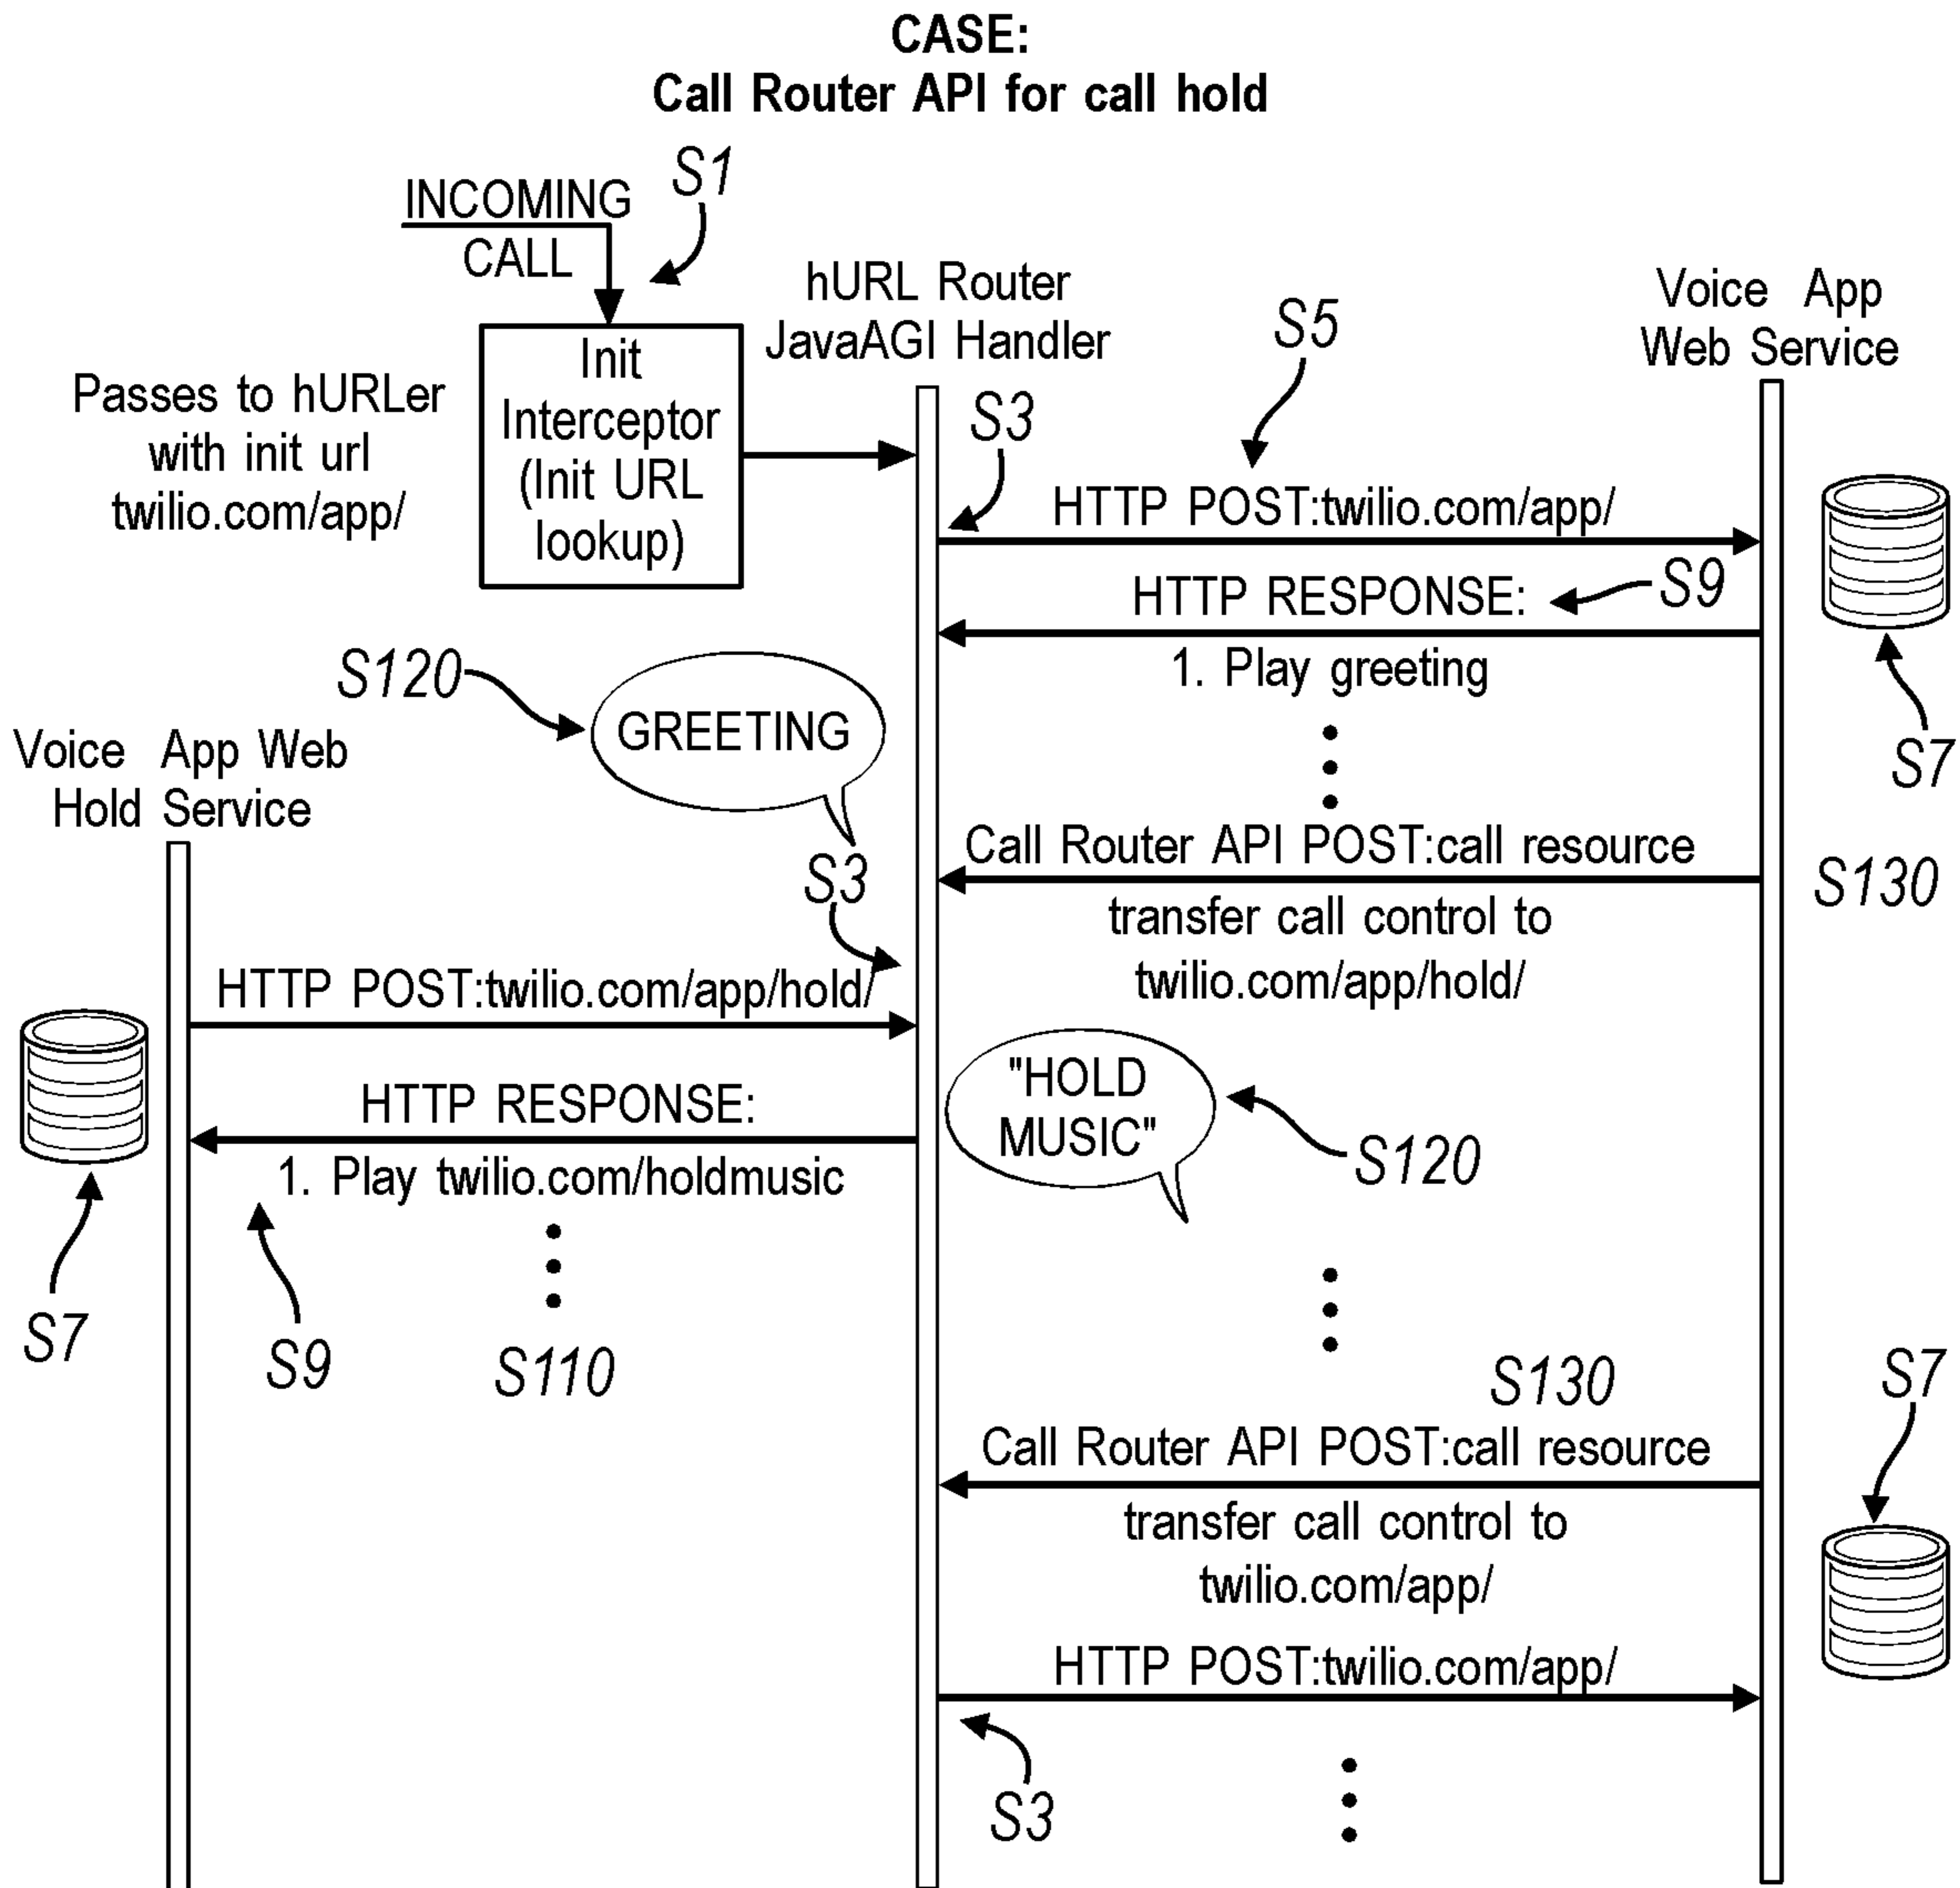 CASE:
Call Router API for call hold
S1
INCOMING
CALL
hURL Router
JavaAGI Handler
Voice App
Web Service
S5
Init
Interceptor
(Init URL
lookup)
Passes to hURLer
with init url
twilio.com/app/
S3
HTTP POST:twilio.com/app/
HTTP RESPONSE:
S9
1. Play greeting
S7
S120
GREETING
Voice App Web
Hold Service
Call Router API POST:call resource
S130
transfer call control to
twilio.com/app/hold/
S3
HTTP POST:twilio.com/app/hold/
"HOLD
MUSIC"
S120
HTTP RESPONSE:
1. Play twilio.com/holdmusic
S7
S9
S110
S130
S7
Call Router API POST:call resource
transfer call control to
twilio.com/app/
HTTP POST:twilio.com/app/
S3